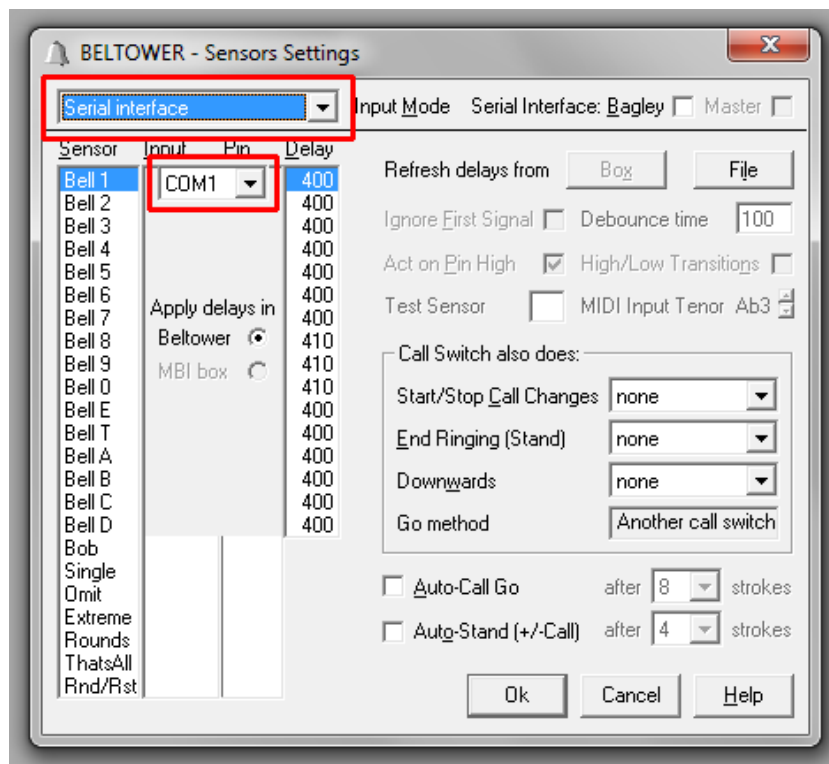 BELTOWER - Sensors Settings
Serial interface Input Mode Serial Interface: Bagley Master
Sensor Input Pin Delay
Bell 1 COM1 400
Bell 2 400
Bell 3 400
Bell 4 400
Bell 5 400
Bell 6 400
Bell 7 400
Bell 8 410
Bell 9 410
Bell 0 410
Bell E 400
Bell T 400
Bell A 400
Bell B 400
Bell C 400
Bell D 400
Bob
Single
Omit
Extreme
Rounds
ThatsAll
Rnd/Rst
Apply delays in
Beltower
MBI box
Refresh delays from Box File
Ignore First Signal Debounce time 100
Act on Pin High High/Low Transitions
Test Sensor MIDI Input Tenor Ab3
Call Switch also does:
Start/Stop Call Changes none
End Ringing (Stand) none
Downwards none
Go method Another call switch
Auto-Call Go after 8 strokes
Auto-Stand (+/-Call) after 4 strokes
Ok Cancel Help